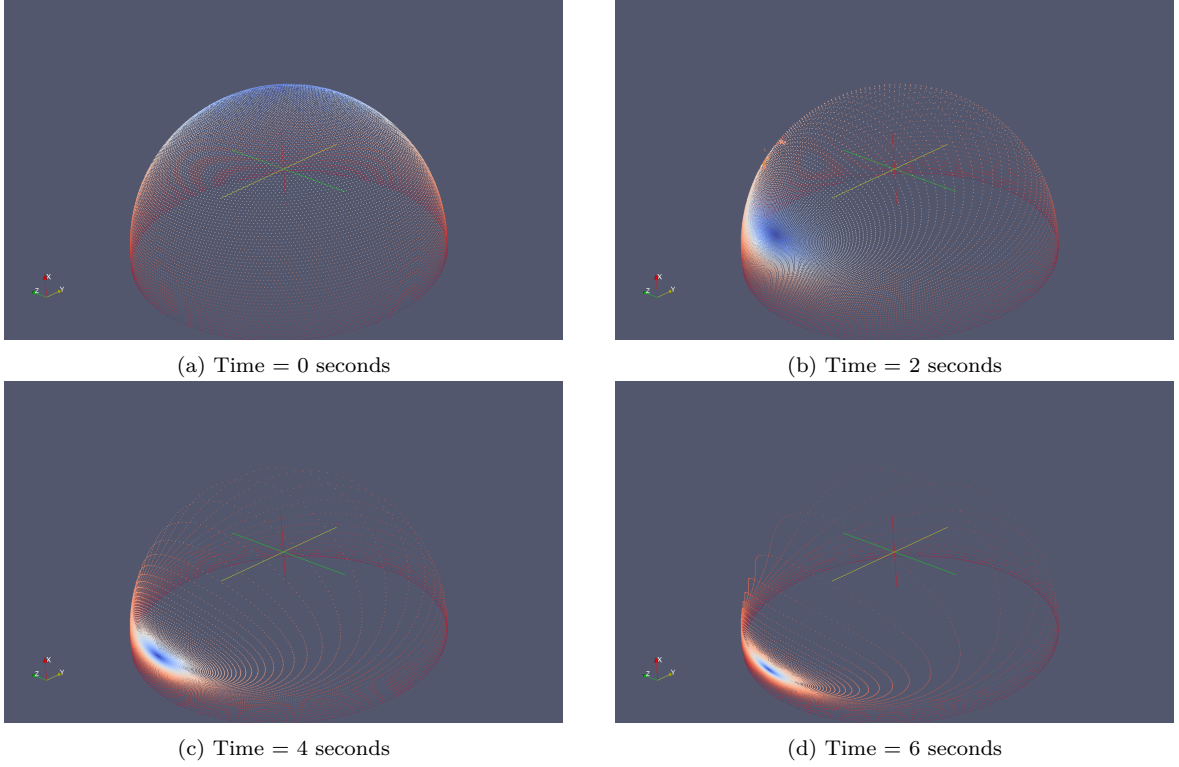 X
Z
Y
X
Z
Y
(a) Time = 0 seconds
(b) Time = 2 seconds
X
Z
Y
X
Z
Y
(c) Time = 4 seconds
(d) Time = 6 seconds